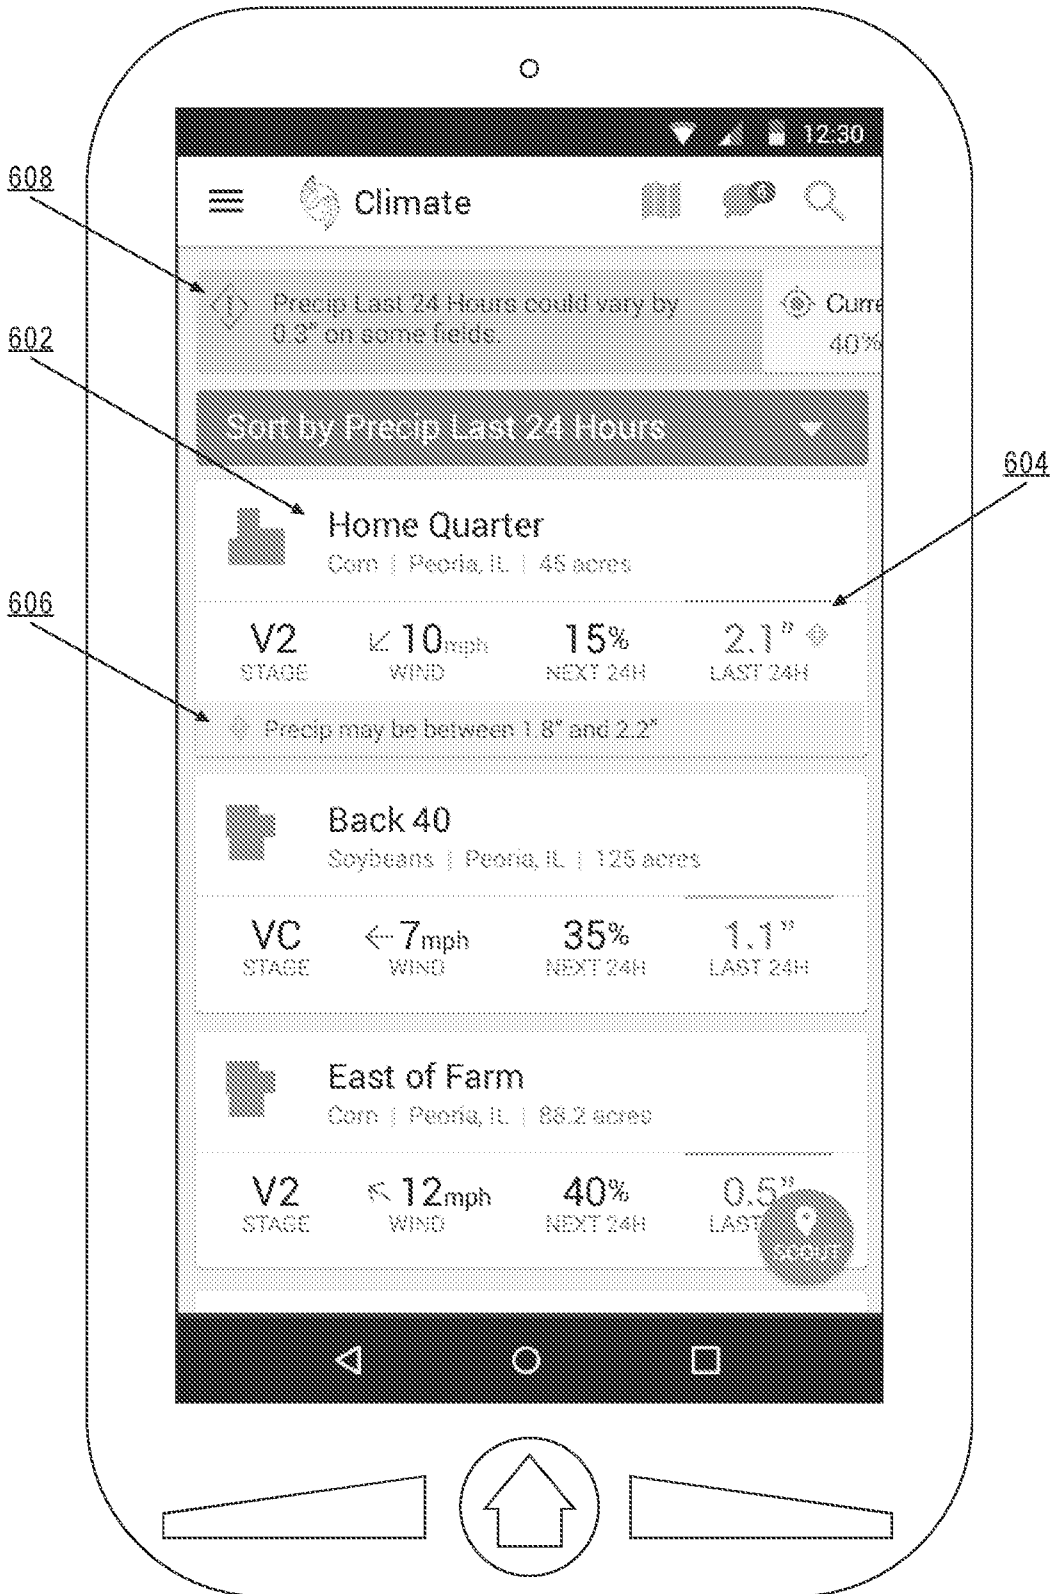 12:30
608
Climate
Precip Last 24 Hours could vary by
0.3" on some fields.
Curre
40%
602
Sort by Precip Last 24 Hours
604
Home Quarter
Corn | Peoria, IL | 45 acres
606
V2 10mph 15% 2.1"
STAGE WIND NEXT 24H LAST 24H
Precip may be between 1.8" and 2.2"
Back 40
Soybeans | Peoria, IL | 125 acres
VC 7mph 35% 1.1"
STAGE WIND NEXT 24H LAST 24H
East of Farm
Corn | Peoria, IL | 88.2 acres
V2 12mph 40% 0.5"
STAGE WIND NEXT 24H LAST